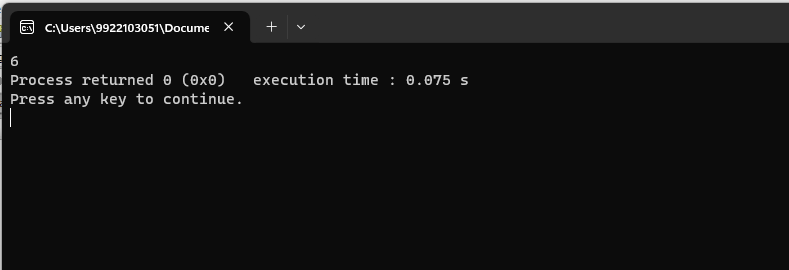 C:\Users\9922103051\Docume
6
Process returned 0 (0x0)   execution time : 0.075 s
Press any key to continue.